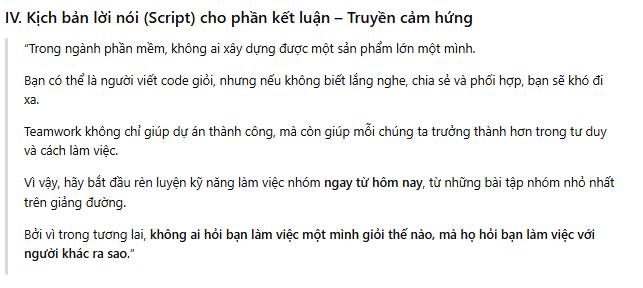 IV. Kịch bản lời nói (Script) cho phần kết luận – Truyền cảm hứng
“Trong ngành phần mềm, không ai xây dựng được một sản phẩm lớn một mình.
Bạn có thể là người viết code giỏi, nhưng nếu không biết lắng nghe, chia sẻ và phối hợp, bạn sẽ khó đi
xa.
Teamwork không chỉ giúp dự án thành công, mà còn giúp mỗi chúng ta trưởng thành hơn trong tư duy
và cách làm việc.
Vì vậy, hãy bắt đầu rèn luyện kỹ năng làm việc nhóm ngay từ hôm nay, từ những bài tập nhóm nhỏ nhất
trên giảng đường.
Bởi vì trong tương lai, không ai hỏi bạn làm việc một mình giỏi thế nào, mà họ hỏi bạn làm việc với
người khác ra sao.”